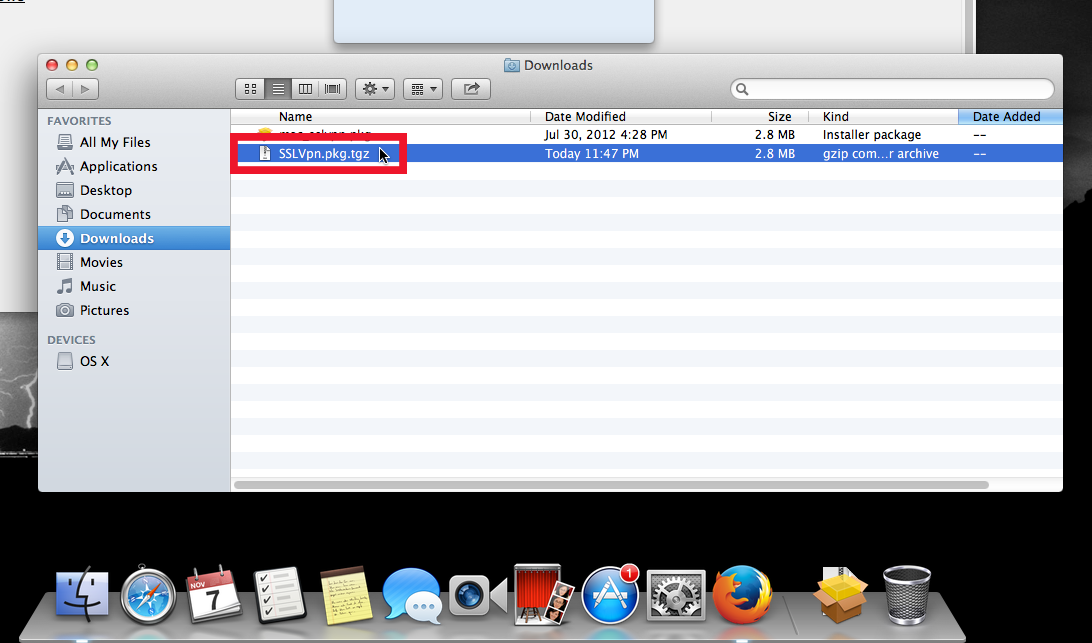 Downloads
Name Date Modified Size Kind Date Added
Jul 30, 2012 4:28 PM 2.8 MB Installer package --
SSLVpn.pkg.tgz Today 11:47 PM 2.8 MB gzip com...r archive --
FAVORITES
All My Files
Applications
Desktop
Documents
Downloads
Movies
Music
Pictures
DEVICES
OS X
NOV
7
1